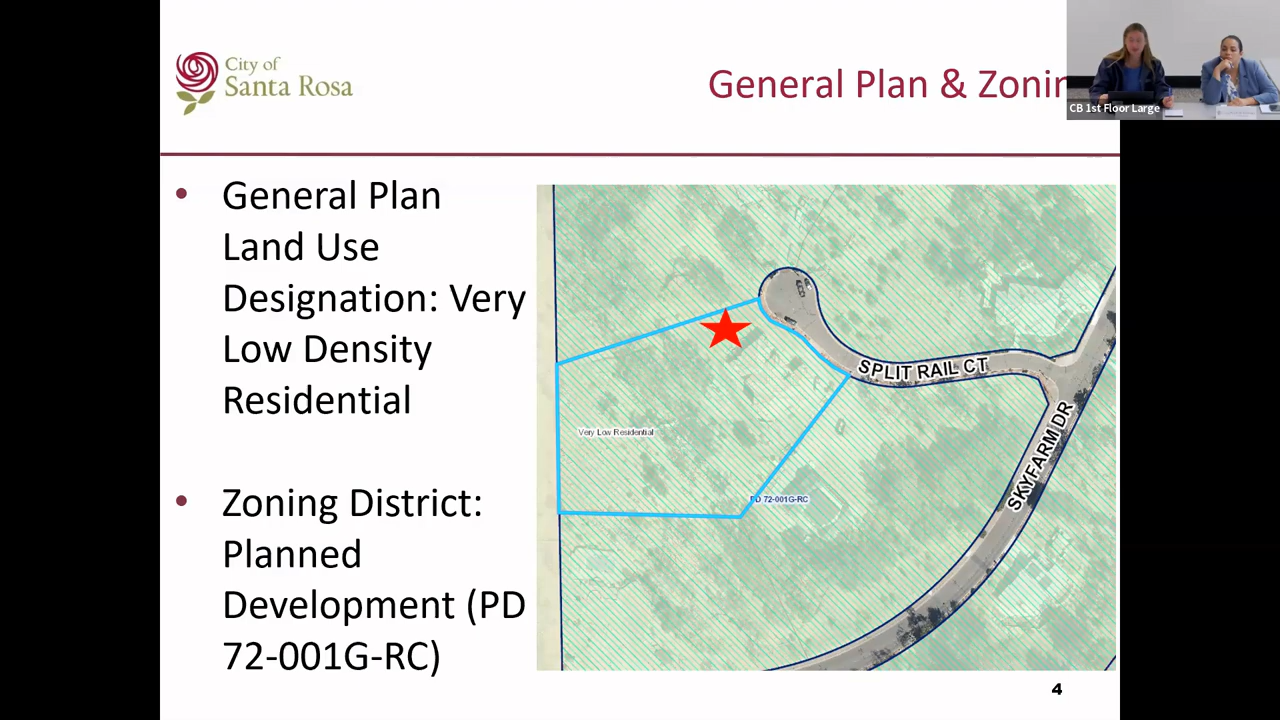 City of
Santa Rosa
General Plan & Zonin
CB 1st Floor Large
• General Plan
Land Use
Designation: Very
Low Density
Residential
• Zoning District:
Planned
Development (PD
72-001G-RC)
SPLIT RAIL CT
SKYFARM DR
Very Low Residential
PD 72-001G-RC
4